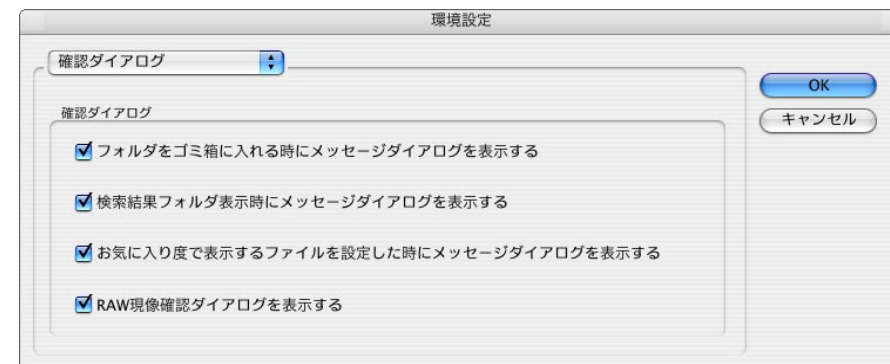 環境設定
確認ダイアログ
OK
キャンセル
確認ダイアログ
フォルダをゴミ箱に入れる時にメッセージダイアログを表示する
検索結果フォルダ表示時にメッセージダイアログを表示する
お気に入り度で表示するファイルを設定した時にメッセージダイアログを表示する
RAW現像確認ダイアログを表示する